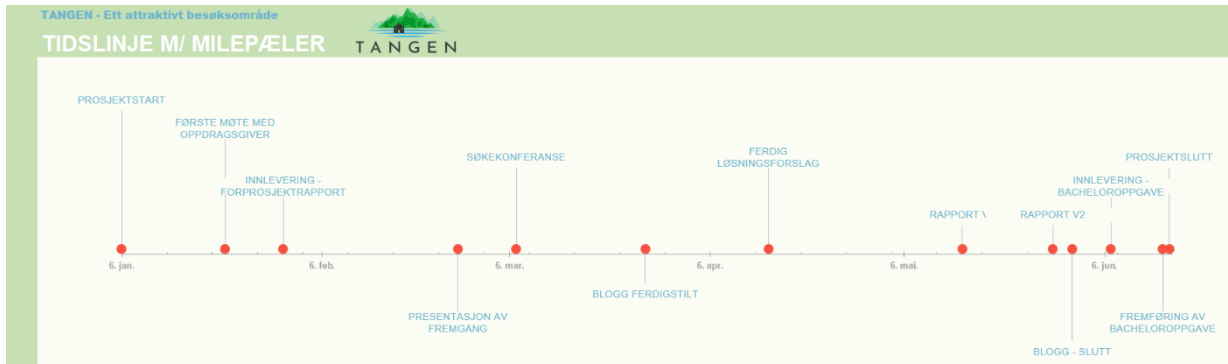 TANGEN - Ett attraktivt besøksområde
TIDSLINJE M/ MILEPÆLER
TANGEN
PROSJEKTSTART
FØRSTE MØTE MED
OPPDRAGSGIVER
INNLEVERING -
FORPROSJEKTRAPPORT
SØKEKONFERANSE
FERDIG
LØSNINGSFORSLAG
RAPPORT
RAPPORT V2
INNLEVERING -
BACHELOROPPGAVE
PROSJEKTSLUTT
6. jan.
6. feb.
6. mar.
6. apr.
6. mai.
6. jun.
PRESENTASJON AV
FREMGANG
BLOGG FERDIGSTILT
BLOGG - SLUTT
FREMFØRING AV
BACHELOROPPGAVE